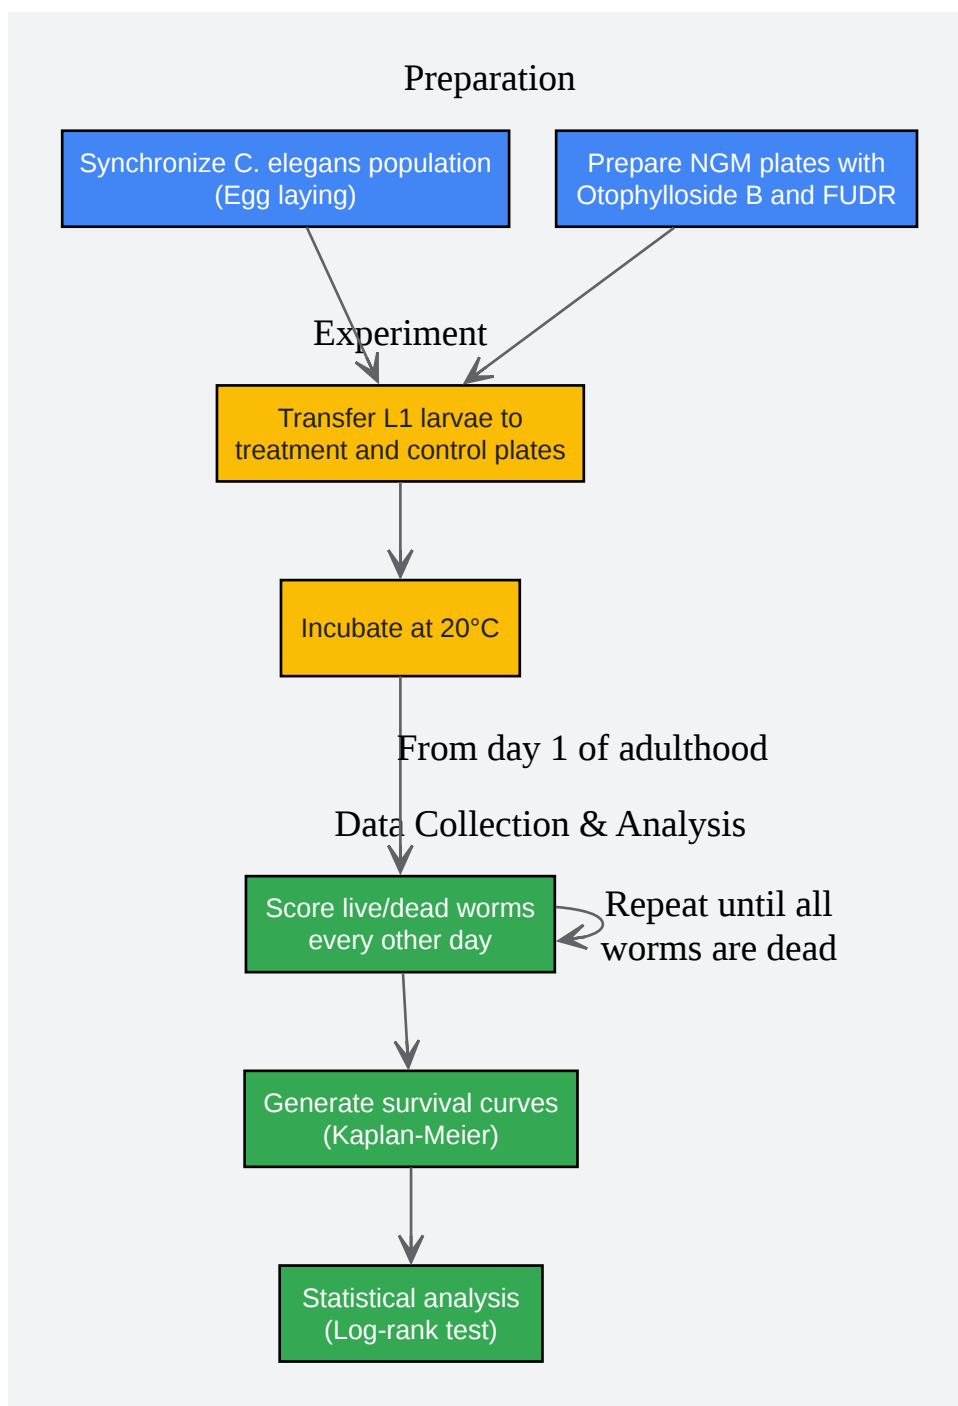 Preparation
Synchronize C. elegans population
(Egg laying)
Prepare NGM plates with
Otophylloside B and FUDR
Experiment
Transfer L1 larvae to
treatment and control plates
Incubate at 20°C
From day 1 of adulthood
Data Collection & Analysis
Score live/dead worms
every other day
Repeat until all
worms are dead
Generate survival curves
(Kaplan-Meier)
Statistical analysis
(Log-rank test)